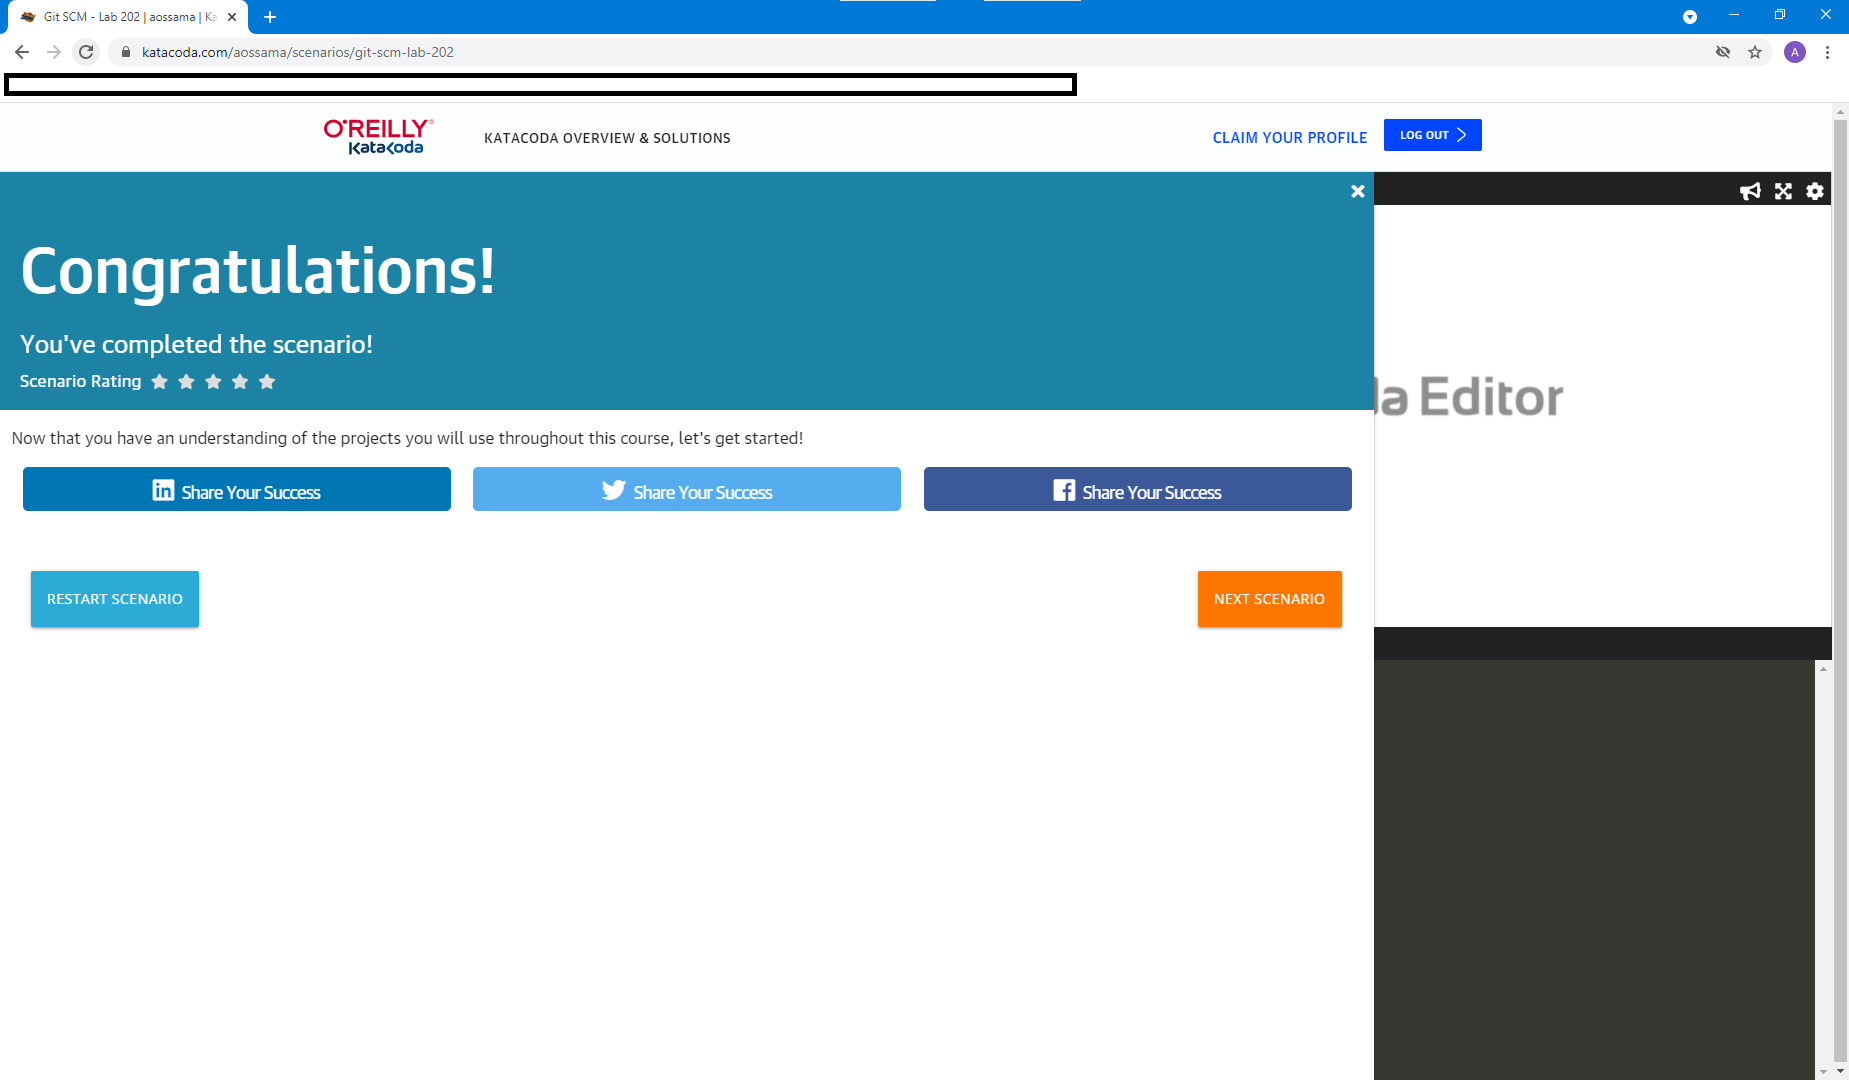 Git SCM - Lab 202 | aossama | Ka
katacoda.com/aossama/scenarios/git-scm-lab-202
A
O'REILLY®
Katacoda
KATACODA OVERVIEW & SOLUTIONS
CLAIM YOUR PROFILE
LOG OUT
Congratulations!
You've completed the scenario!
Scenario Rating
da Editor
Now that you have an understanding of the projects you will use throughout this course, let's get started!
in Share Your Success
Share Your Success
f Share Your Success
RESTART SCENARIO
NEXT SCENARIO